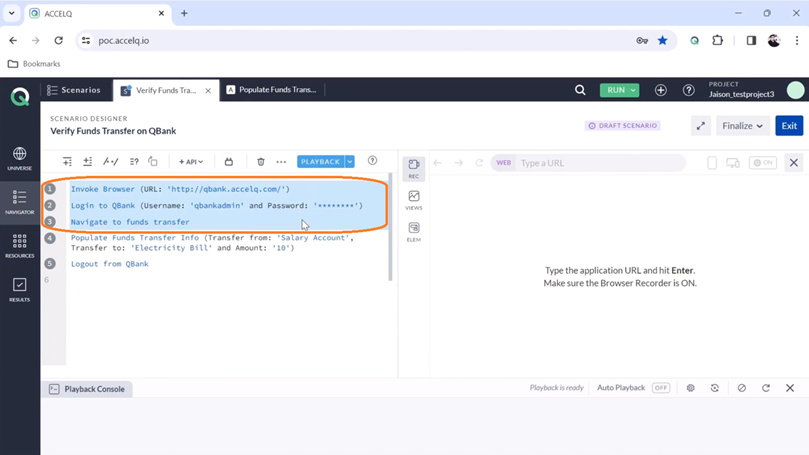 ACCELQ
poc.accelq.io
Bookmarks
Scenarios
Verify Funds Tra...
Populate Funds Transf...
RUN
PROJECT
Jaison_testproject3
SCENARIO DESIGNER
Verify Funds Transfer on QBank
DRAFT SCENARIO
Finalize
Exit
UNIVERSE
NAVIGATOR
RESOURCES
RESULTS
+ API
PLAYBACK
1 Invoke Browser (URL: 'http://qbank.accelq.com/')
2 Login to QBank (Username: 'qbankadmin' and Password: '********')
3 Navigate to funds transfer
4 Populate Funds Transfer Info (Transfer from: 'Salary Account',
Transfer to: 'Electricity Bill' and Amount: '10')
5 Logout from QBank
6
REC
VIEWS
ELEM
WEB
Type a URL
ON
Type the application URL and hit Enter.
Make sure the Browser Recorder is ON.
Playback Console
Playback is ready
Auto Playback
OFF